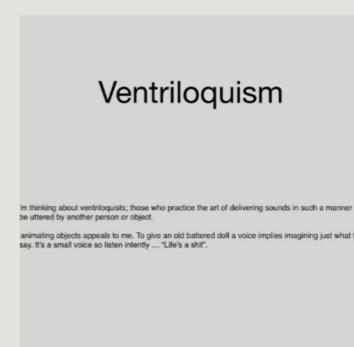 Ventriloquism
'm thinking about ventriloquists; those who practice the art of delivering sounds in such a manner
be uttered by another person or object.
animating objects appeals to me. To give an old battered doll a voice implies imagining just what
say. It's a small voice so listen intently … "Life's a shit".